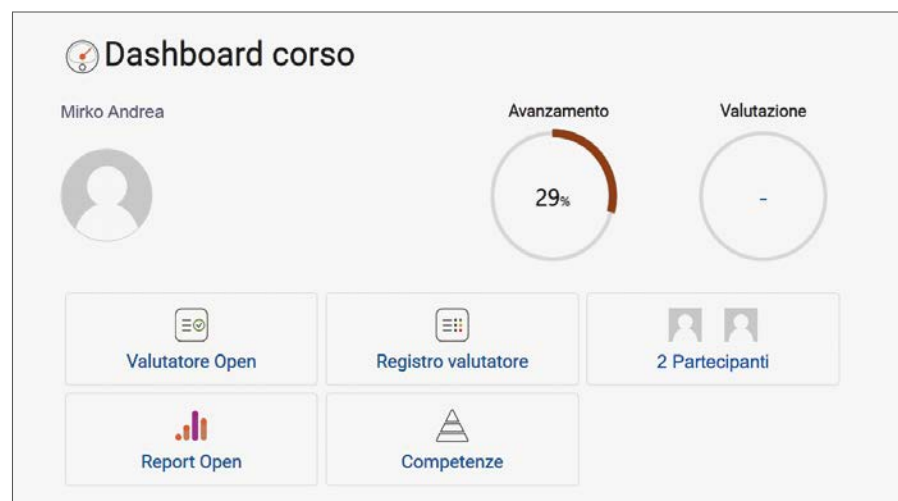 Dashboard corso
Mirko Andrea
Avanzamento
Valutazione
29%
-
Valutatore Open
Registro valutatore
2 Partecipanti
Report Open
Competenze